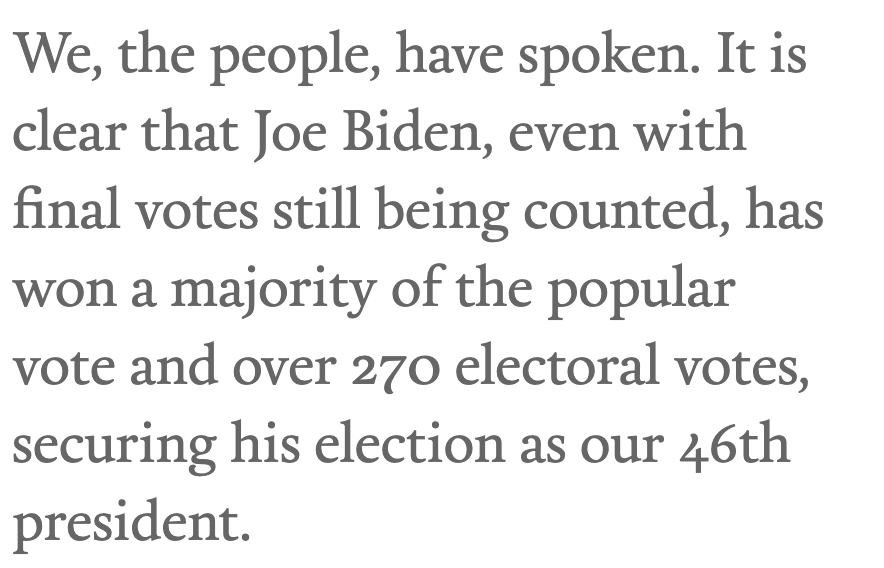 We, the people, have spoken. It is
clear that Joe Biden, even with
final votes still being counted, has
won a majority of the popular
vote and over 270 electoral votes,
securing his election as our 46th
president.